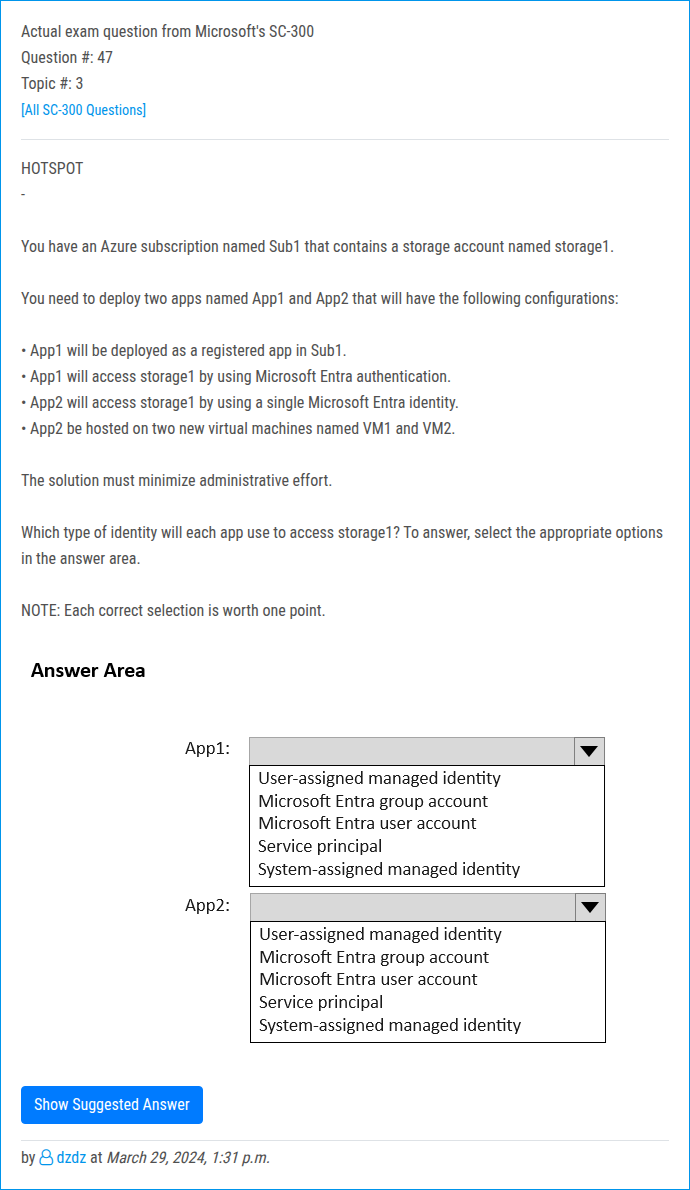 Actual exam question from Microsoft's SC-300
Question #: 47
Topic #: 3
[All SC-300 Questions]
HOTSPOT
-
You have an Azure subscription named Sub1 that contains a storage account named storage1.
You need to deploy two apps named App1 and App2 that will have the following configurations:
• App1 will be deployed as a registered app in Sub1.
• App1 will access storage1 by using Microsoft Entra authentication.
• App2 will access storage1 by using a single Microsoft Entra identity.
• App2 be hosted on two new virtual machines named VM1 and VM2.
The solution must minimize administrative effort.
Which type of identity will each app use to access storage1? To answer, select the appropriate options
in the answer area.
NOTE: Each correct selection is worth one point.
Answer Area
App1:
User-assigned managed identity
Microsoft Entra group account
Microsoft Entra user account
Service principal
System-assigned managed identity
App2:
User-assigned managed identity
Microsoft Entra group account
Microsoft Entra user account
Service principal
System-assigned managed identity
Show Suggested Answer
by dzdz at March 29, 2024, 1:31 p.m.